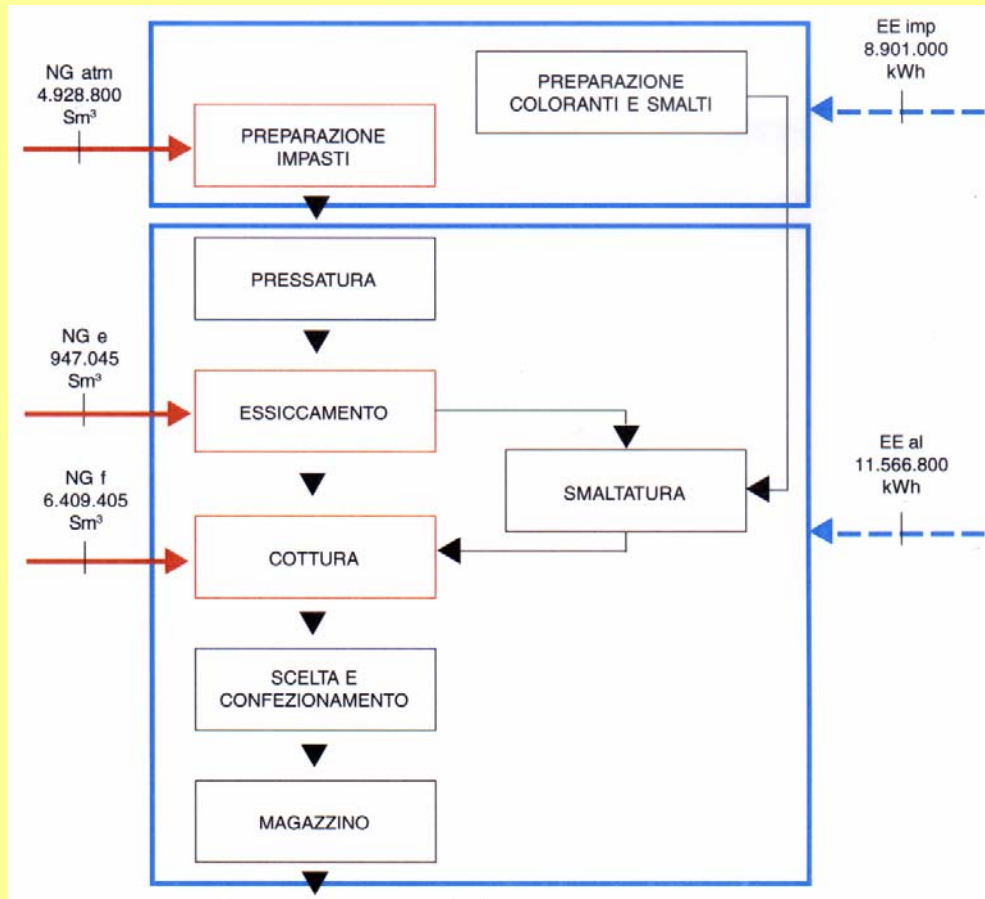 EE imp
8.901.000
kWh
NG atm
4.928.800
Sm³
PREPARAZIONE
COLORANTI E SMALTI
PREPARAZIONE
IMPASTI
PRESSATURA
NG e
947.045
Sm³
ESSICCAMENTO
NG f
6.409.405
Sm³
SMALTATURA
EE al
11.566.800
kWh
COTTURA
SCELTA E
CONFEZIONAMENTO
MAGAZZINO